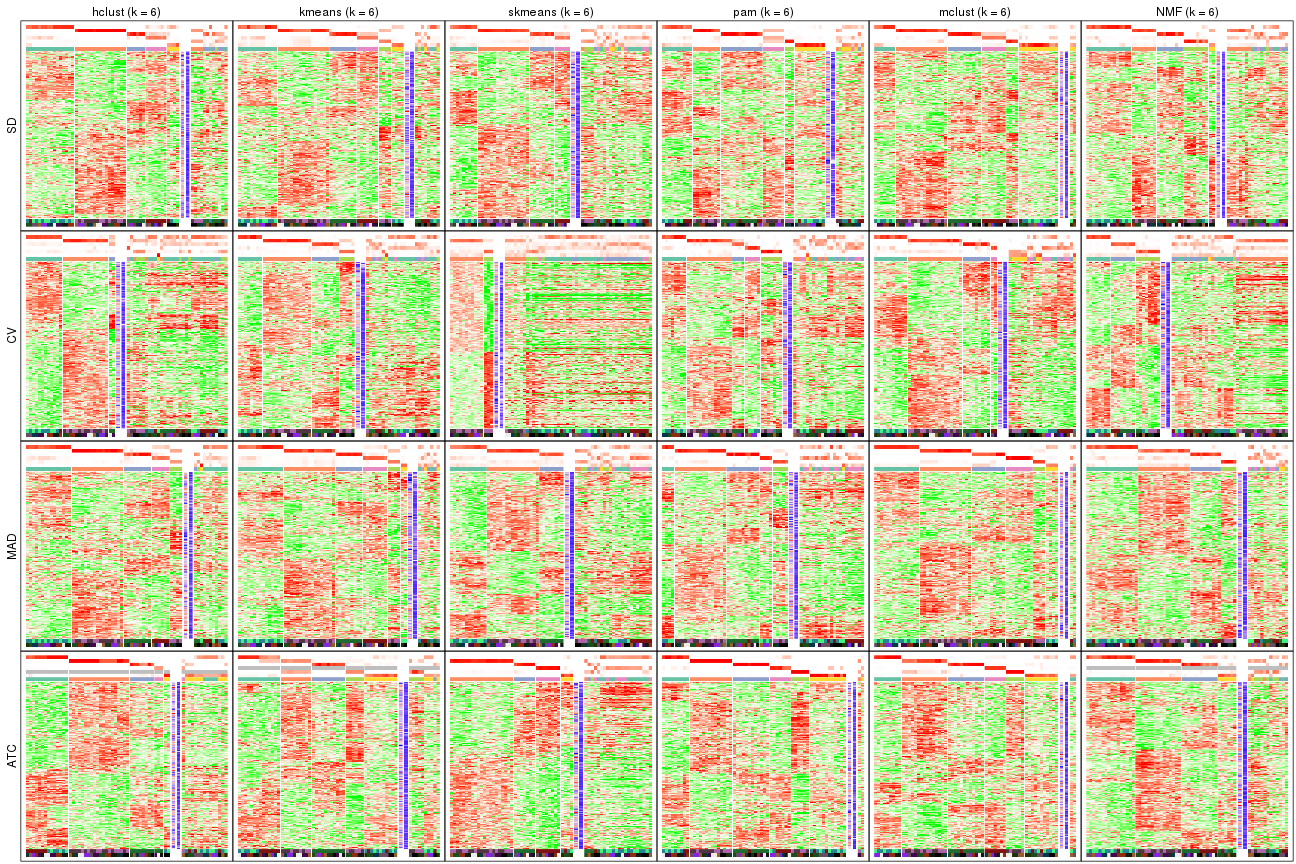 hclust (k = 6)
kmeans (k = 6)
skmeans (k = 6)
pam (k = 6)
mclust (k = 6)
NMF (k = 6)
SD
CV
MAD
ATC